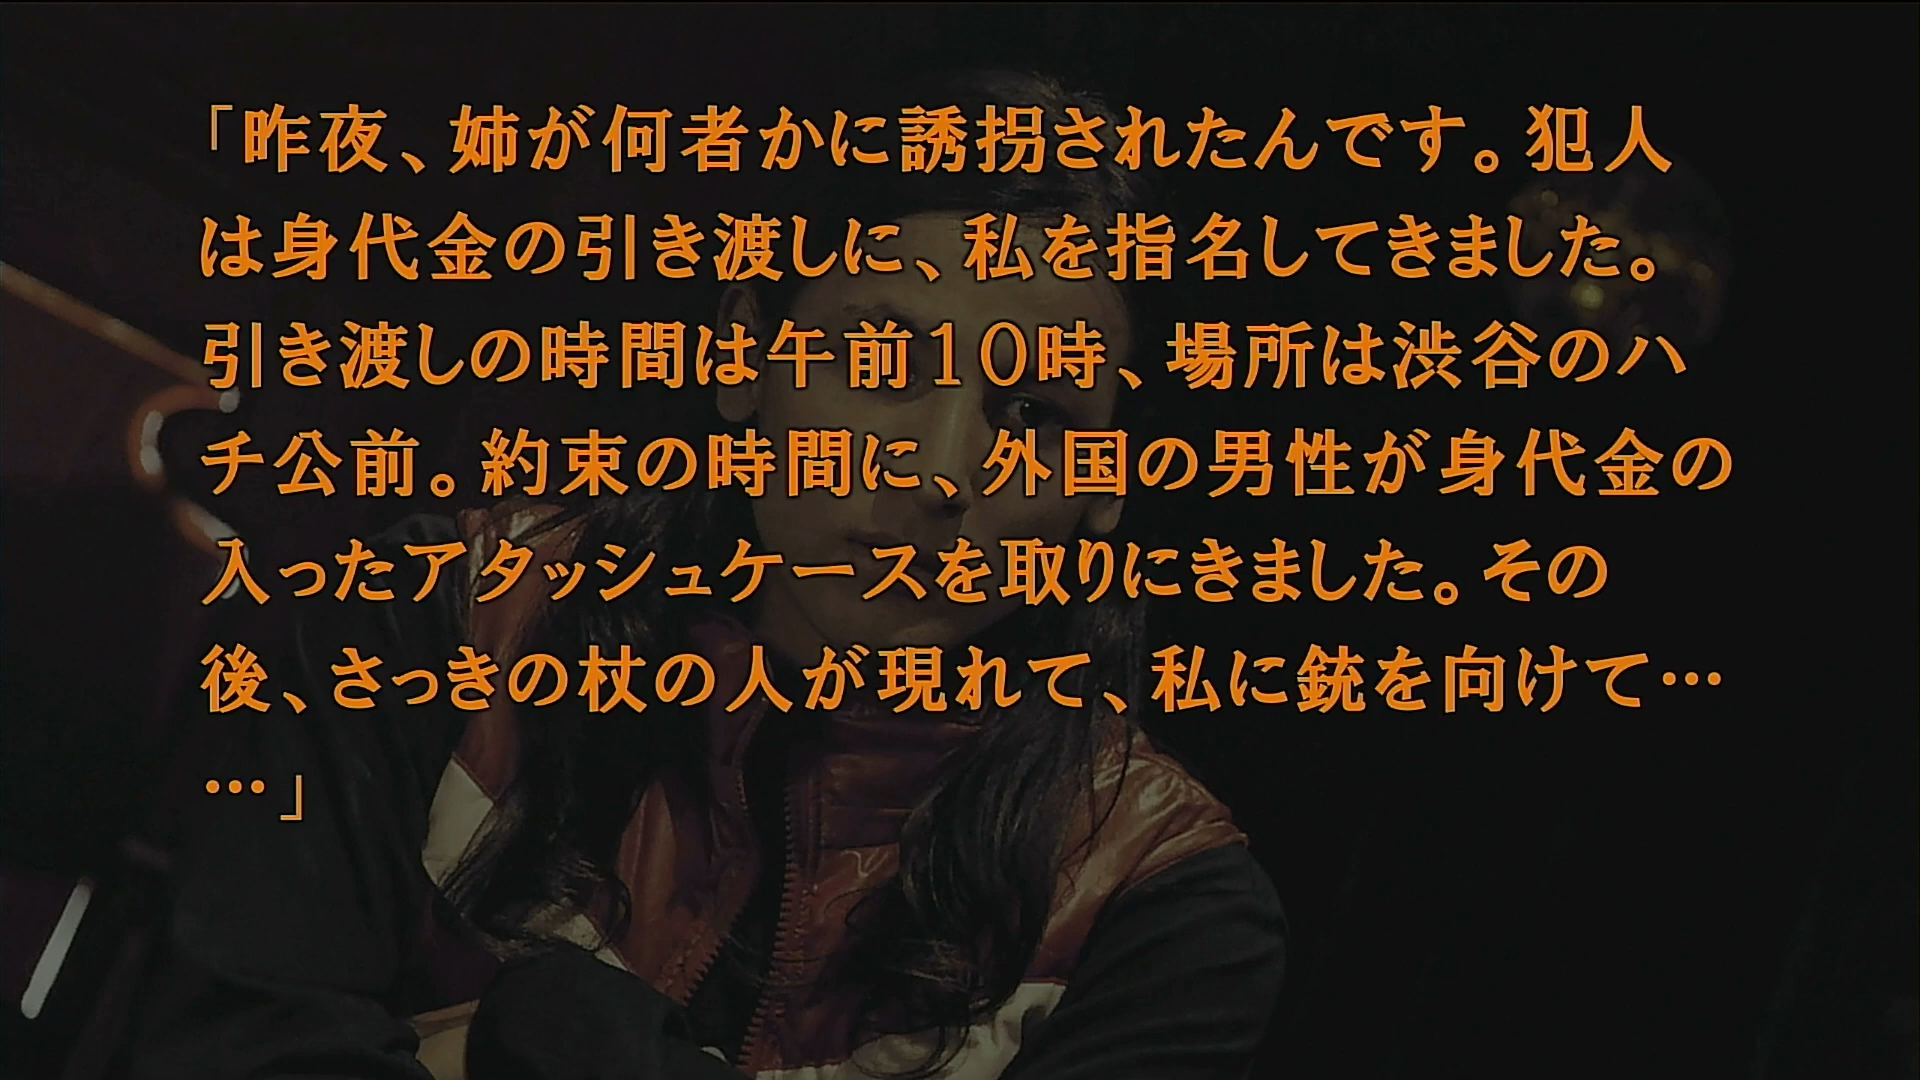 「昨夜、姉が何者かに誘拐されたんです。犯人
は身代金の引き渡しに、私を指名してきました。
引き渡しの時間は午前１０時、場所は渋谷のハ
チ公前。約束の時間に、外国の男性が身代金の
入ったアタッシュケースを取りにきました。その
後、さっきの杖の人が現れて、私に銃を向けて…
…」